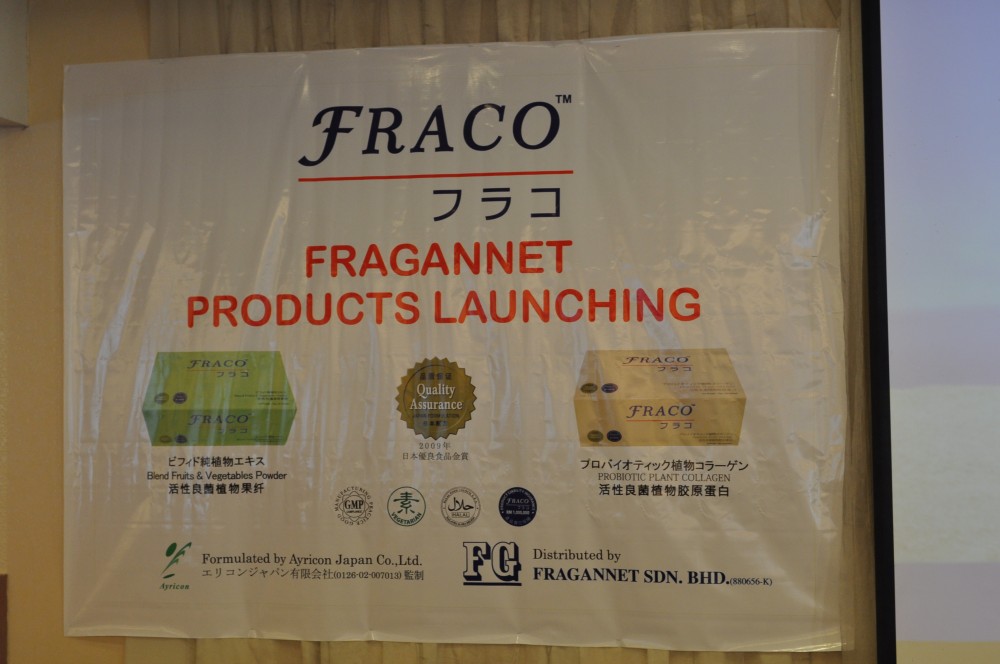 FRACO™
フラコ
FRAGANNET
PRODUCTS LAUNCHING
FRACO
フラコ
FRACO
フラコ
ビフィド純植物エキス
Blend Fruits & Vegetables Powder
活性良菌植物果纤
Quality
Assurance
2009年
日本優良食品金賞
FRACO
フラコ
FRACO
フラコ
プロバイオティック植物コラーゲン
PROBIOTIC PLANT COLLAGEN
活性良菌植物胶原蛋白
GMP
素
VEGETARIAN
حلال
HALAL
FRACO
Ayricon
Formulated by Ayricon Japan Co.,Ltd.
エリコンジャパン有限会社(0126-02-007013) 監制
FG
Distributed by
FRAGANNET SDN. BHD.(880656-K)